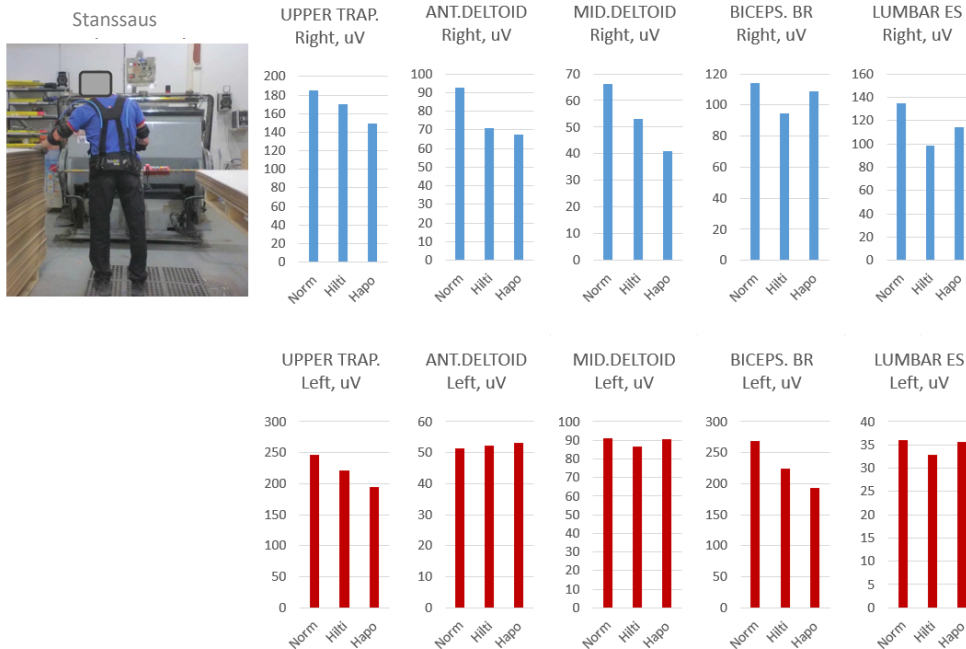 Stanssaus
UPPER TRAP.
Right, uV
200
180
160
140
120
100
80
60
40
20
0
Norm
Hilti
Hapo
ANT.DELTOID
Right, uV
100
90
80
70
60
50
40
30
20
10
0
Norm
Hilti
Hapo
MID.DELTOID
Right, uV
70
60
50
40
30
20
10
0
Norm
Hilti
Hapo
BICEPS. BR
Right, uV
120
100
80
60
40
20
0
Norm
Hilti
Hapo
LUMBAR ES
Right, uV
160
140
120
100
80
60
40
20
0
Norm
Hilti
Hapo
UPPER TRAP.
Left, uV
300
250
200
150
100
50
0
Norm
Hilti
Hapo
ANT.DELTOID
Left, uV
60
50
40
30
20
10
0
Norm
Hilti
Hapo
MID.DELTOID
Left, uV
100
90
80
70
60
50
40
30
20
10
0
Norm
Hilti
Hapo
BICEPS. BR
Left, uV
300
250
200
150
100
50
0
Norm
Hilti
Hapo
LUMBAR ES
Left, uV
40
35
30
25
20
15
10
5
0
Norm
Hilti
Hapo